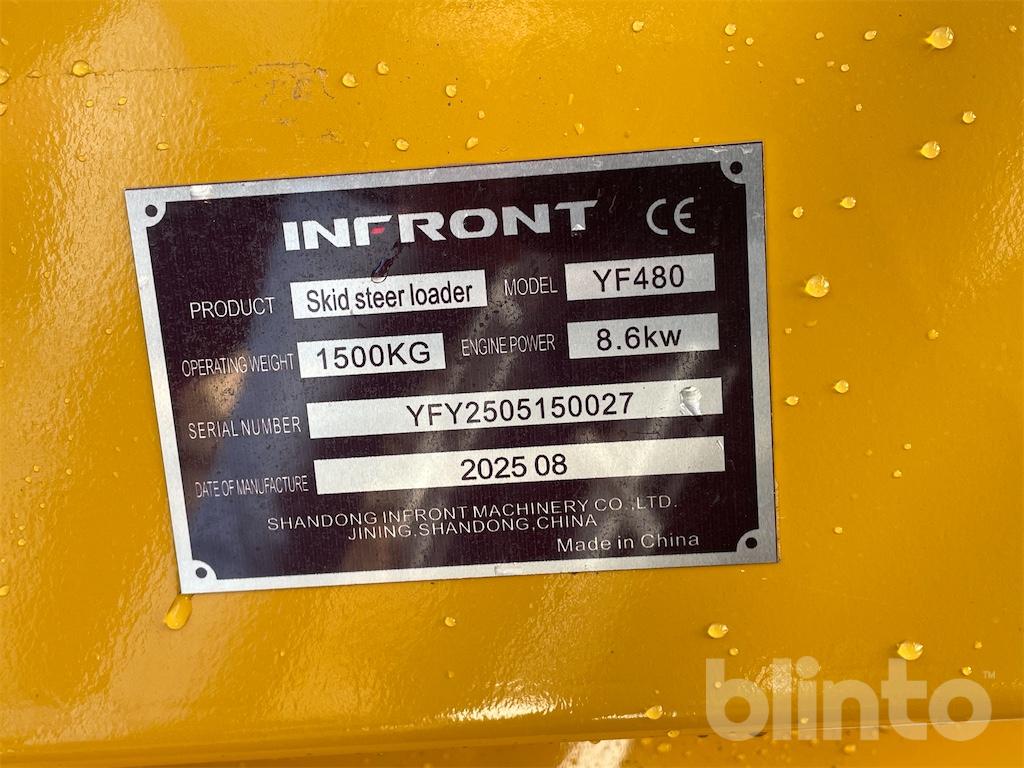 INFRONT CE
PRODUCT Skid steer loader MODEL YF480
OPERATING WEIGHT 1500KG ENGINE POWER 8.6kw
SERIAL NUMBER YFY2505150027
DATE OF MANUFACTURE 2025 08
SHANDONG INFRONT MACHINERY CO.,LTD.
JINING.SHANDONG,CHINA
Made in China
blinto™